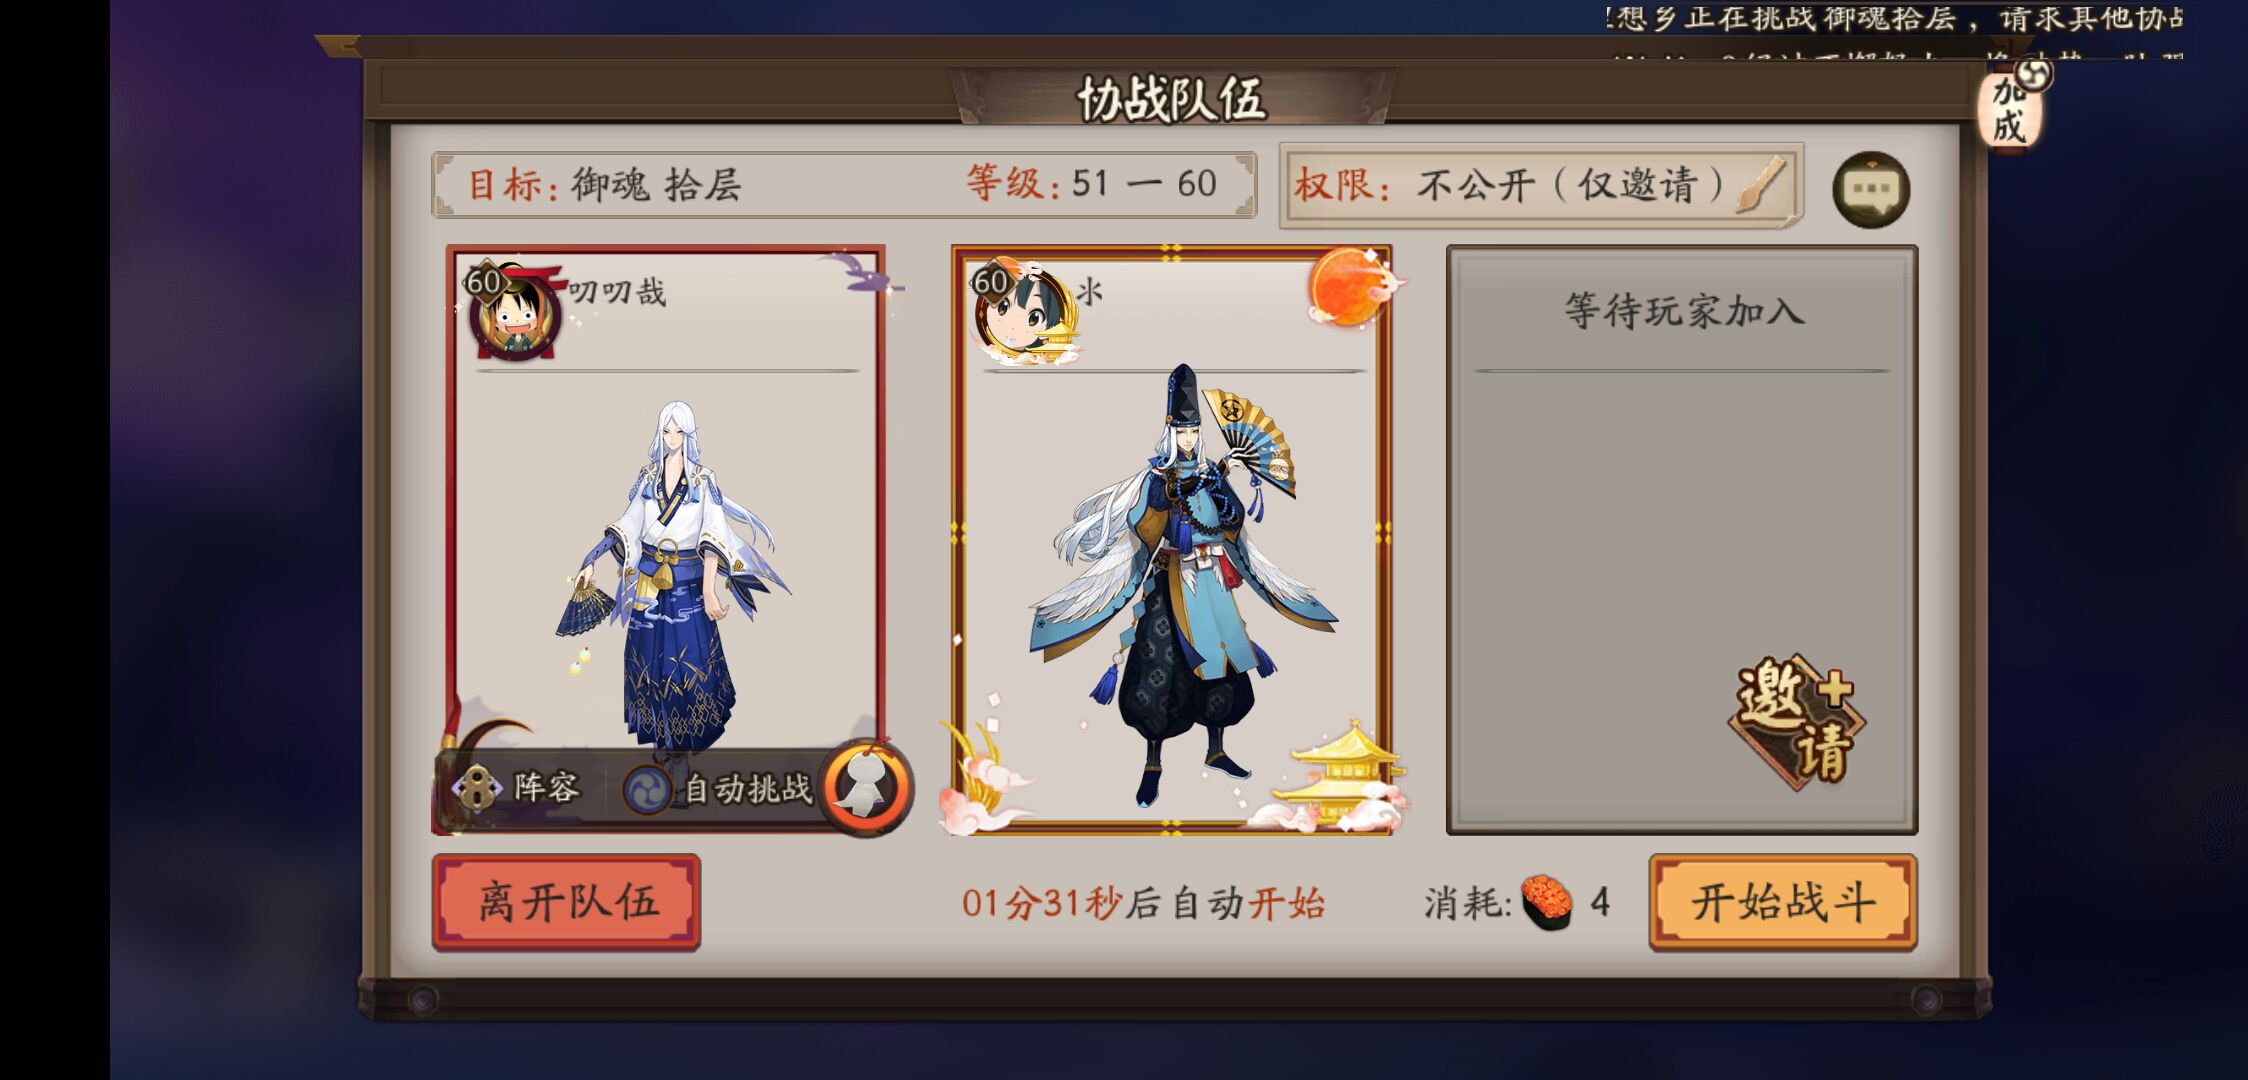 想乡正在挑战御魂拾层，请求其他协战
协战队伍
加成
目标：御魂 拾层
等级：51 — 60
权限：不公开（仅邀请）
60
叨叨哉
60
等待玩家加入
邀请
阵容
自动挑战
离开队伍
01分31秒后自动开始
消耗：4
开始战斗